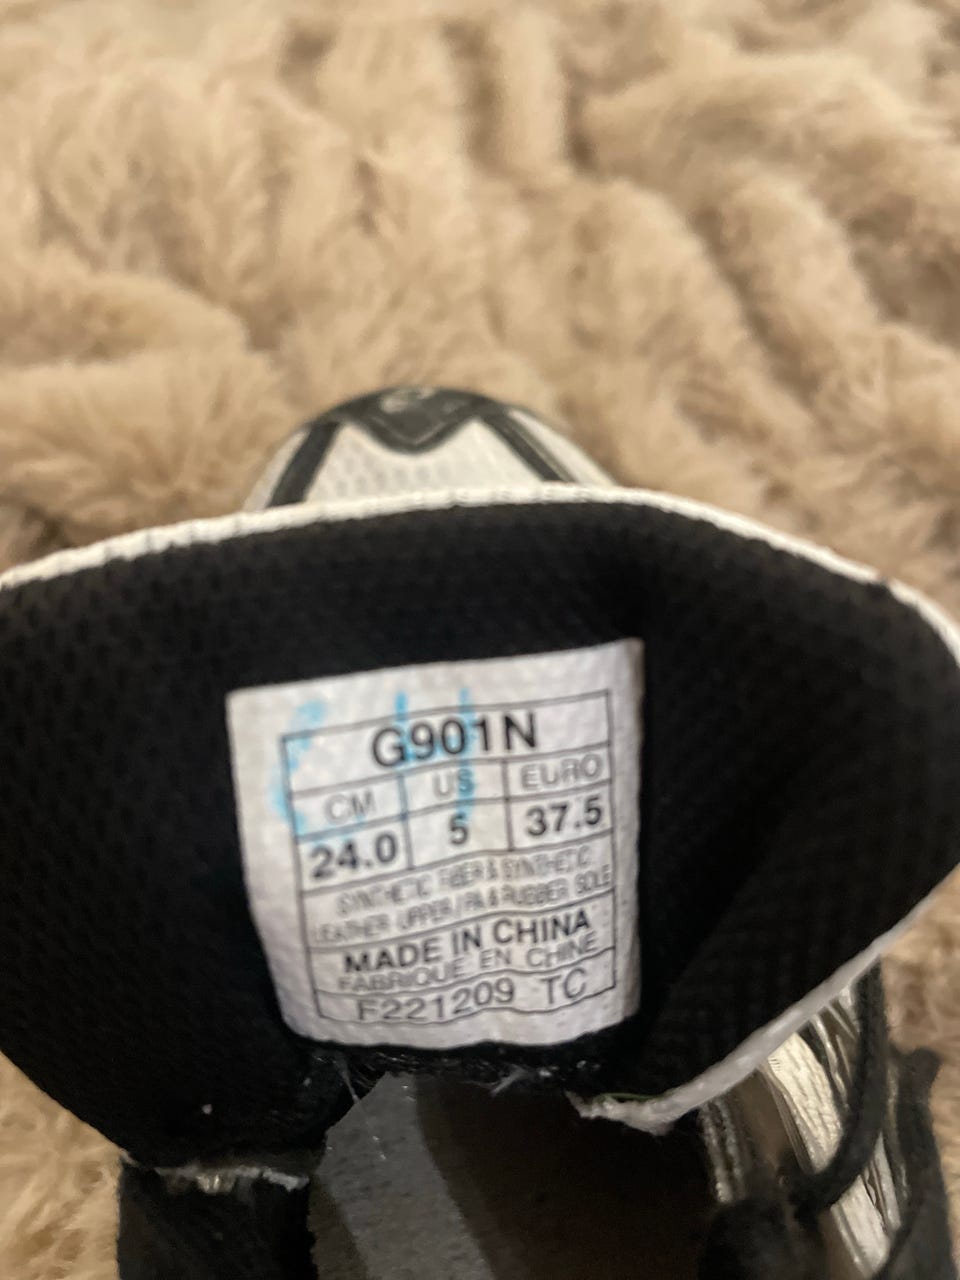 G901N
CM US EURO
24.0 5 37.5
SYNTHETIC FIBER & SYNTHETIC
LEATHER UPPER / PA & RUBBER SOLE
MADE IN CHINA
FABRIQUE EN CHINE
F221209 TC